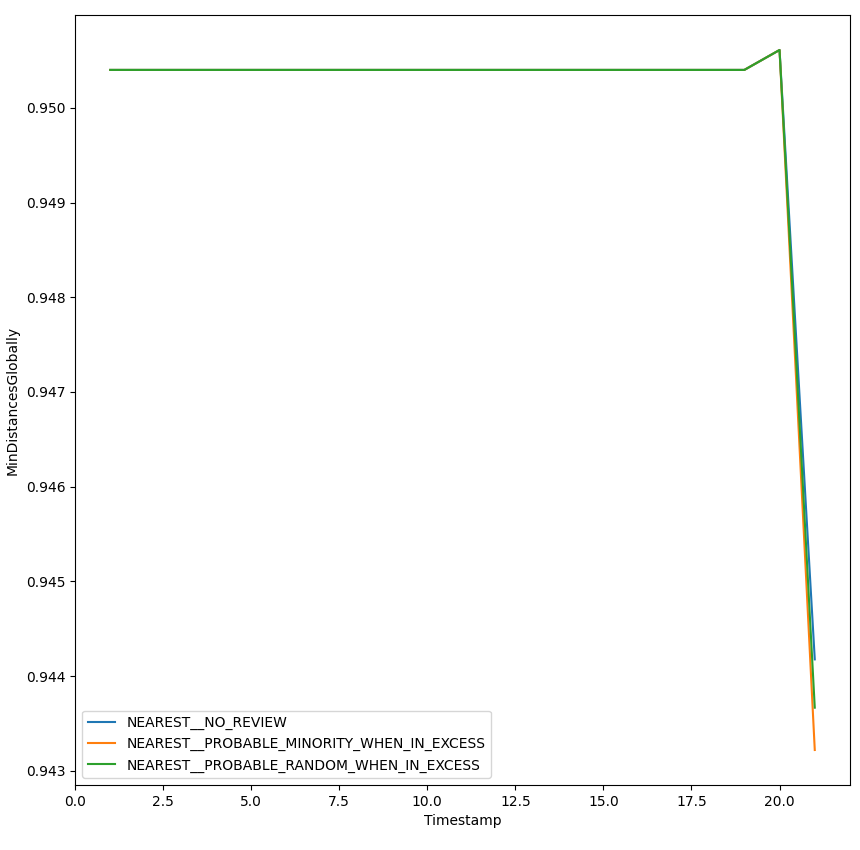 0.950
0.949
0.948
0.947
0.946
0.945
0.944
0.943
MinDistancesGlobally
NEAREST__NO_REVIEW
NEAREST__PROBABLE_MINORITY_WHEN_IN_EXCESS
NEAREST__PROBABLE_RANDOM_WHEN_IN_EXCESS
0.0 2.5 5.0 7.5 10.0 12.5 15.0 17.5 20.0
Timestamp